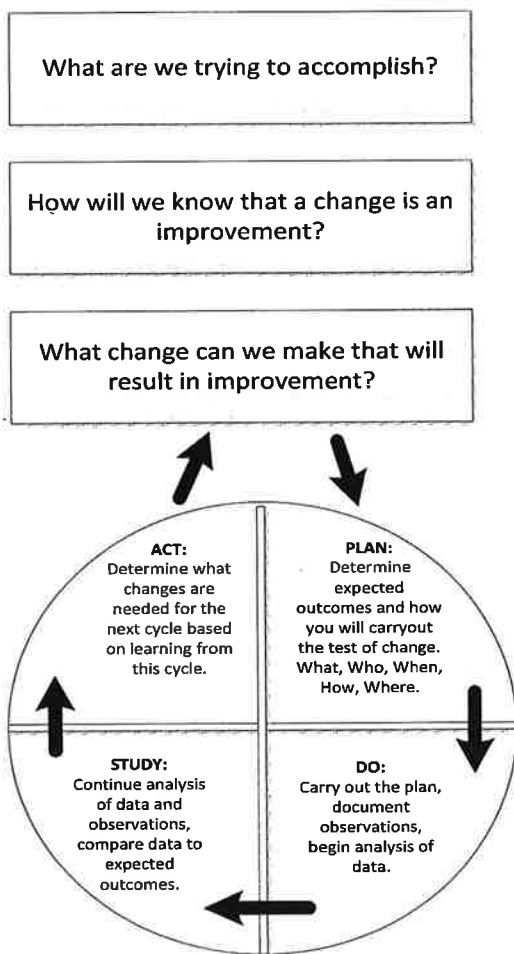 What are we trying to accomplish?
How will we know that a change is an
improvement?
What change can we make that will
result in improvement?
ACT:
Determine what
changes are
needed for the
next cycle based
on learning from
this cycle.
PLAN:
Determine
expected
outcomes and how
you will carryout
the test of change.
What, Who, When,
How, Where.
STUDY:
Continue analysis
of data and
observations,
compare data to
expected
outcomes.
DO:
Carry out the plan,
document
observations,
begin analysis of
data.